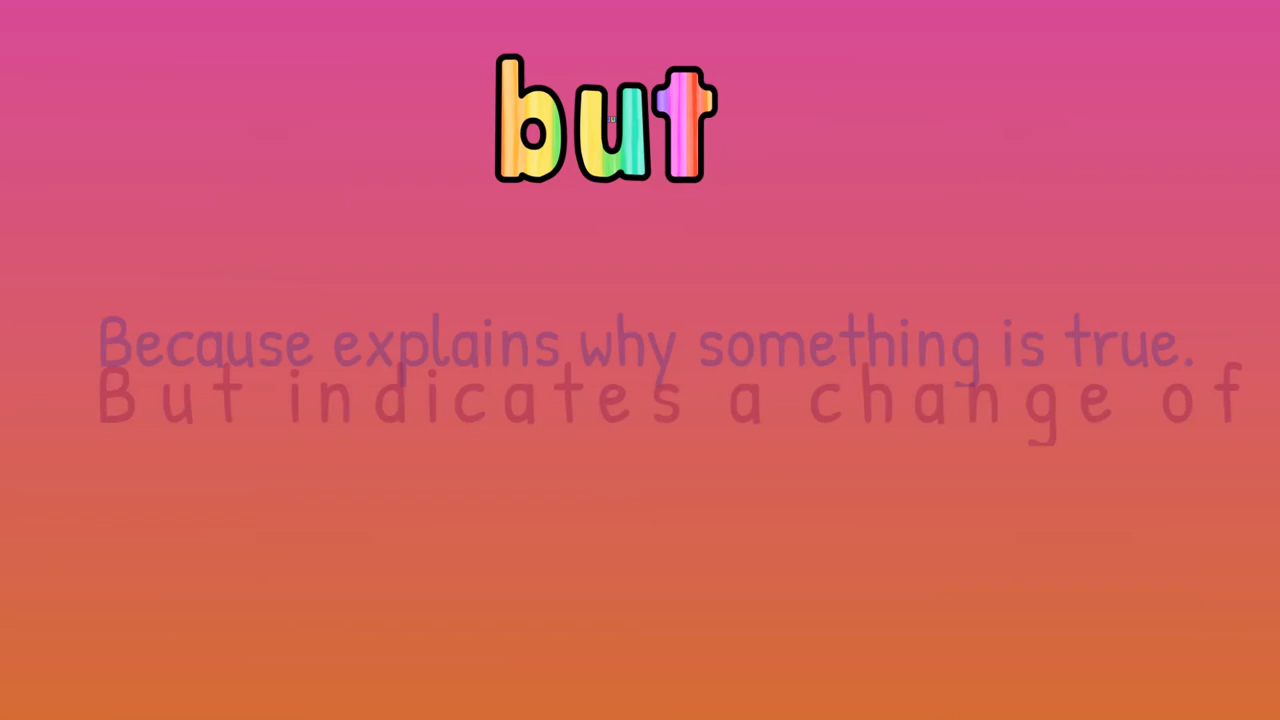 but
Because explains why something is true.
But indicates a change of